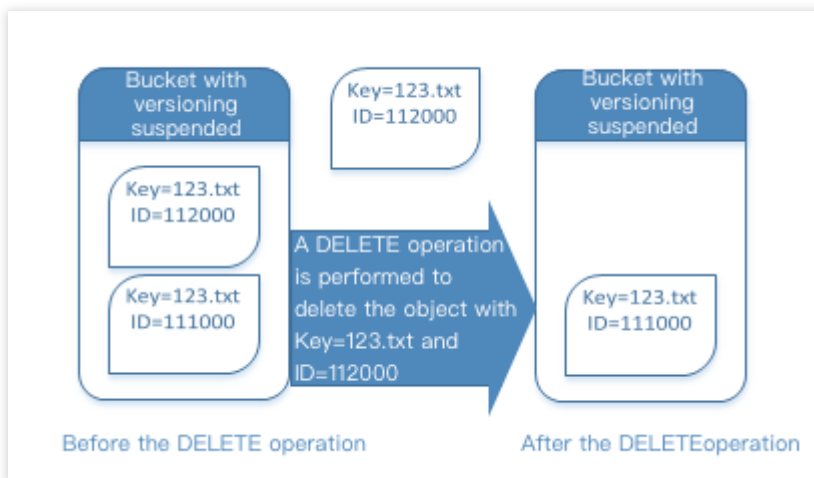 Bucket with
versioning
suspended
Key=123.txt
ID=112000
Key=123.txt
ID=111000
Key=123.txt
ID=112000
A DELETE operation
is performed to
delete the object with
Key=123.txt and
ID=112000
Bucket with
versioning
suspended
Key=123.txt
ID=111000
Before the DELETE operation
After the DELETEoperation